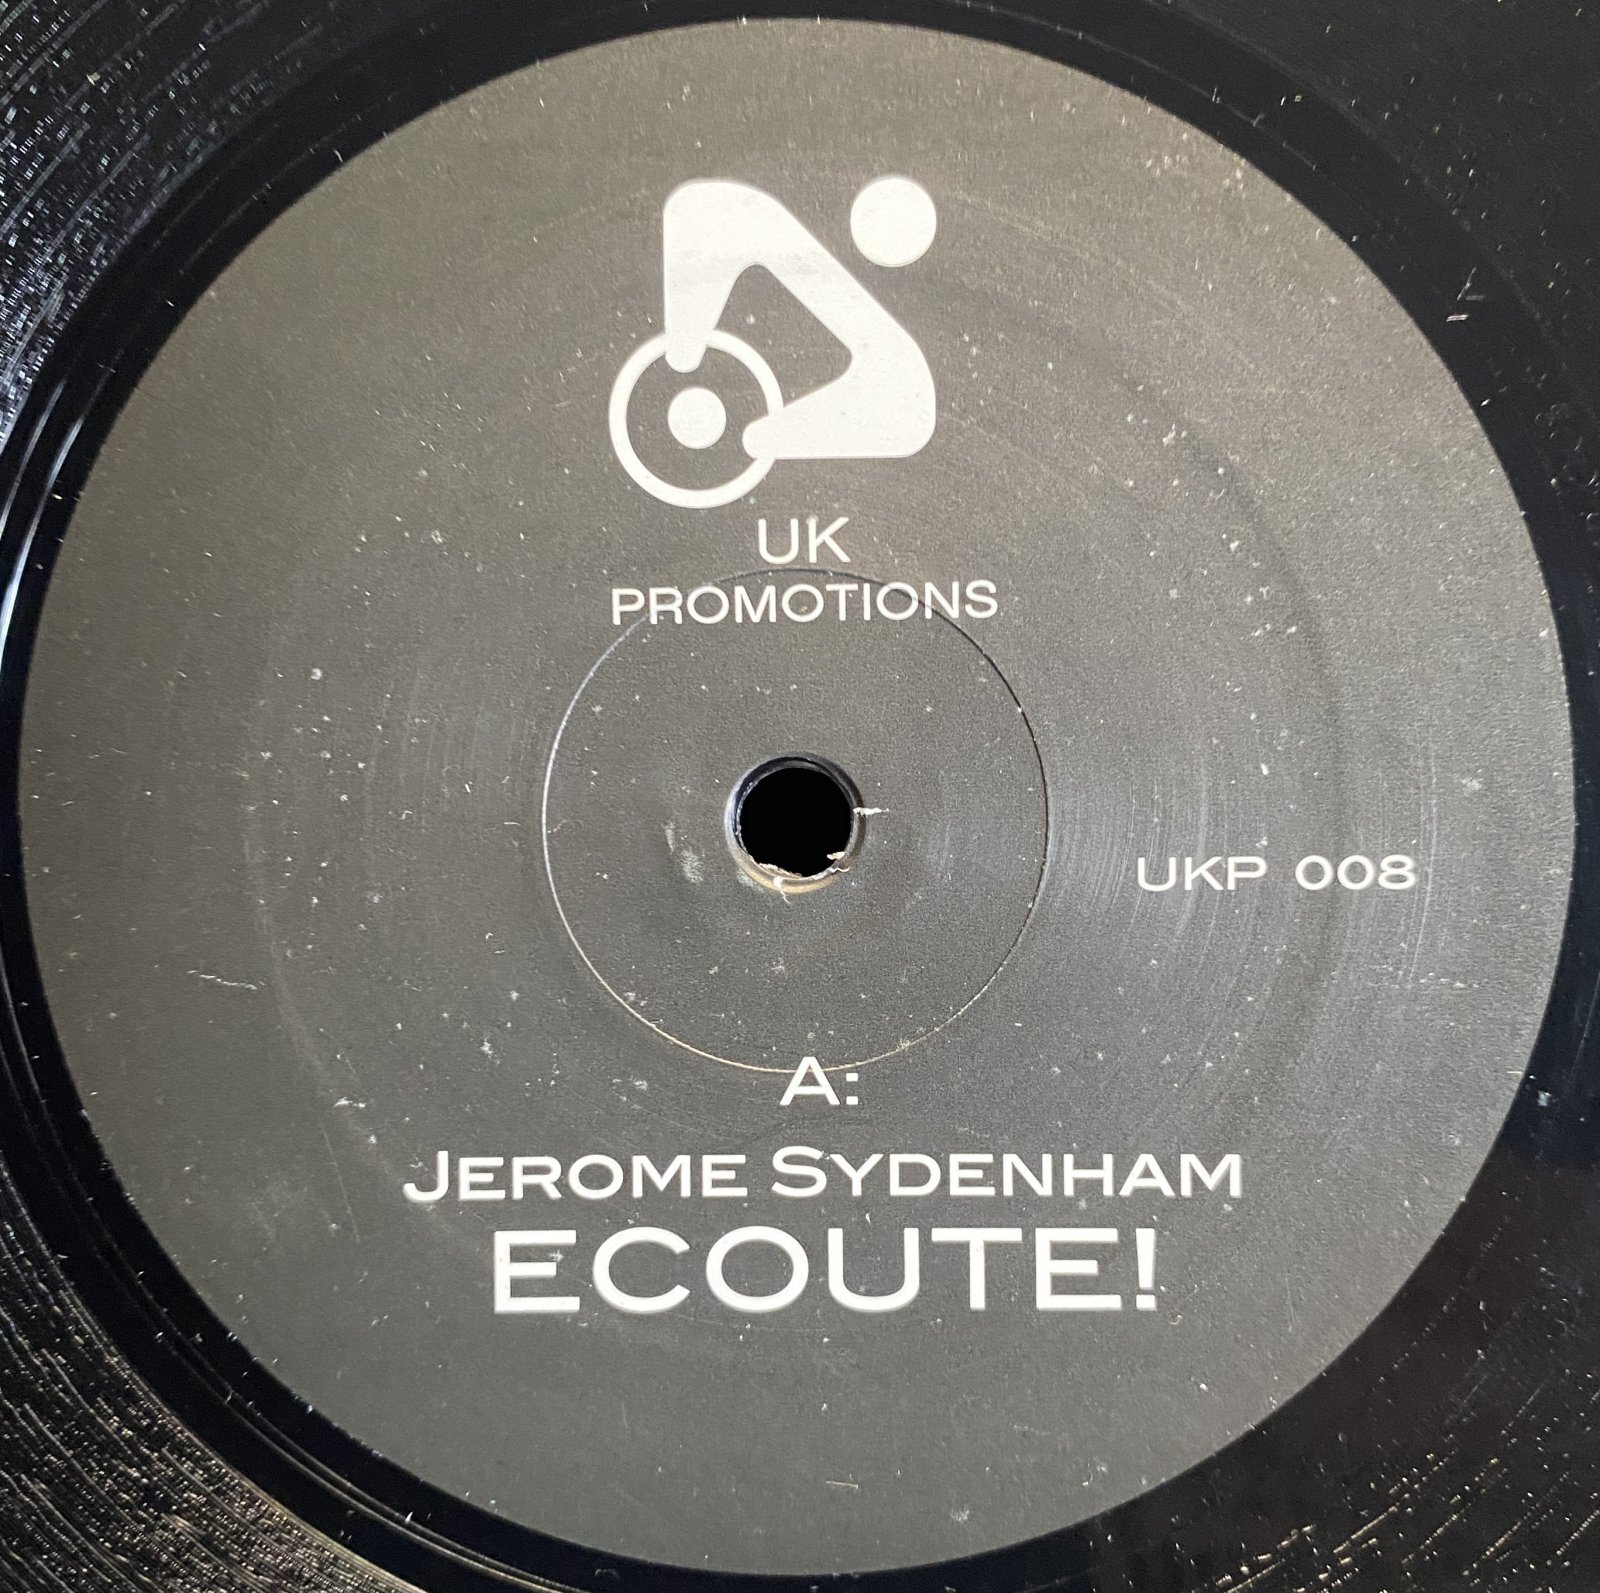 UK
PROMOTIONS
UKP 008
A:
JEROME SYDENHAM
ECOUTE!